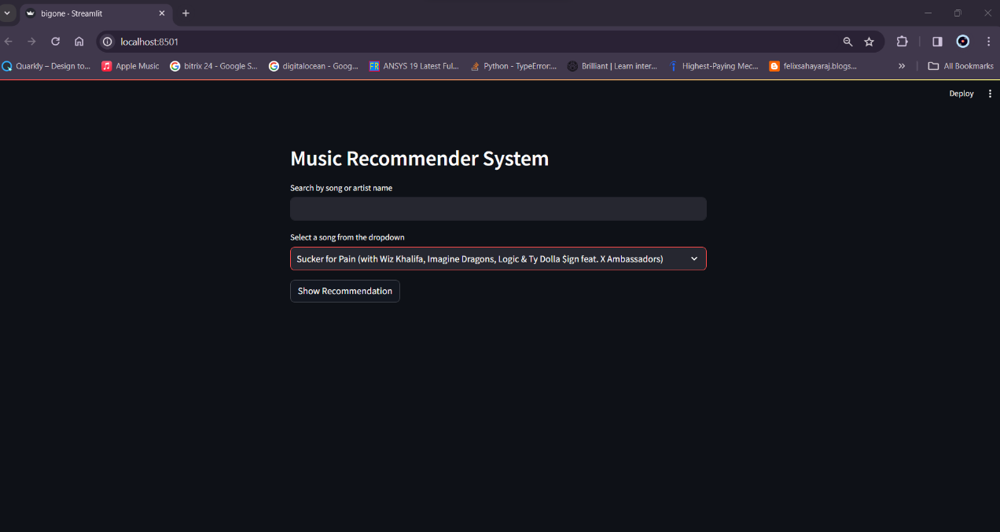 bigone · Streamlit
localhost:8501
Quarkly – Design to...
Apple Music
bitrix 24 - Google S...
digitalocean - Goog...
FR ANSYS 19 Latest Ful...
Python - TypeError:...
Brilliant | Learn inter...
Highest-Paying Mec...
felixsahayaraj.blogs...
All Bookmarks
Deploy
Music Recommender System
Search by song or artist name
Select a song from the dropdown
Sucker for Pain (with Wiz Khalifa, Imagine Dragons, Logic & Ty Dolla $ign feat. X Ambassadors)
Show Recommendation